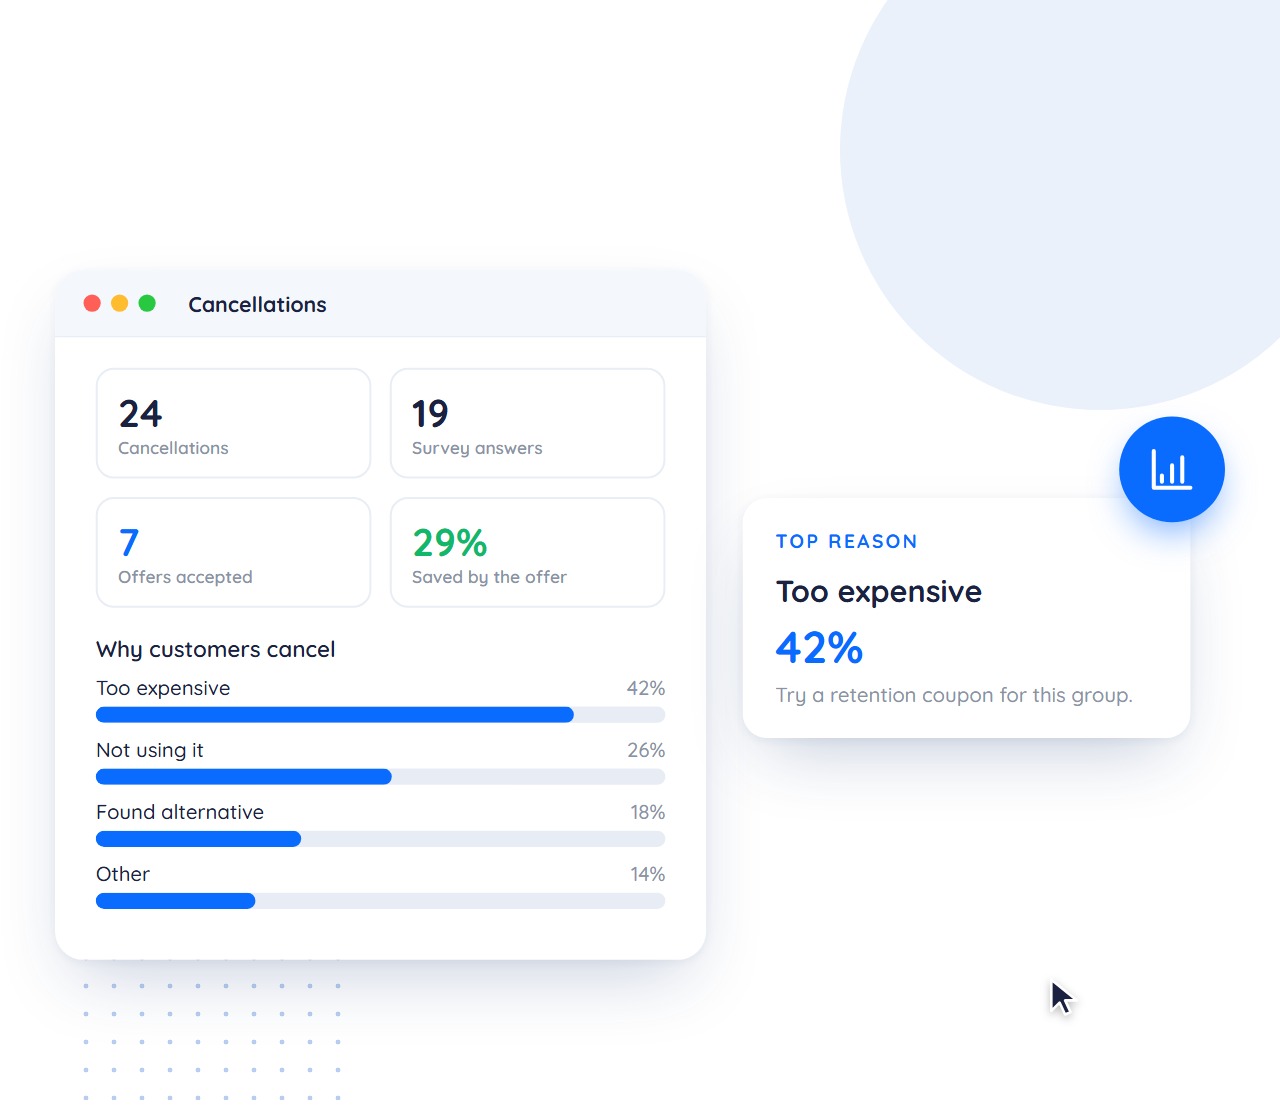 Cancellations
24
Cancellations
19
Survey answers
7
Offers accepted
29%
Saved by the offer
Why customers cancel
Too expensive 42%
Not using it 26%
Found alternative 18%
Other 14%
TOP REASON
Too expensive
42%
Try a retention coupon for this group.